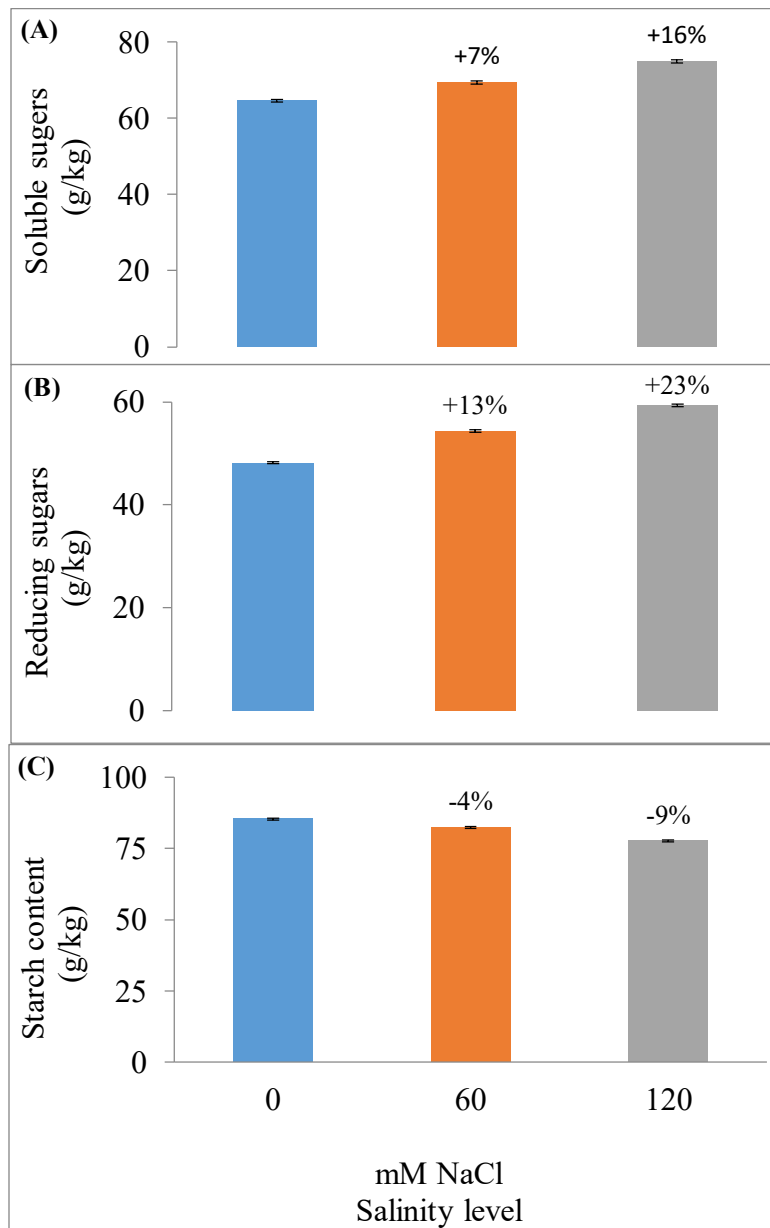 (A)
Soluble sugers
(g/kg)
80
60
40
20
0
+7%
+16%
(B)
Reducing sugars
(g/kg)
60
40
20
0
+13%
+23%
(C)
Starch content
(g/kg)
100
75
50
25
0
-4%
-9%
0 60 120
mM NaCl
Salinity level